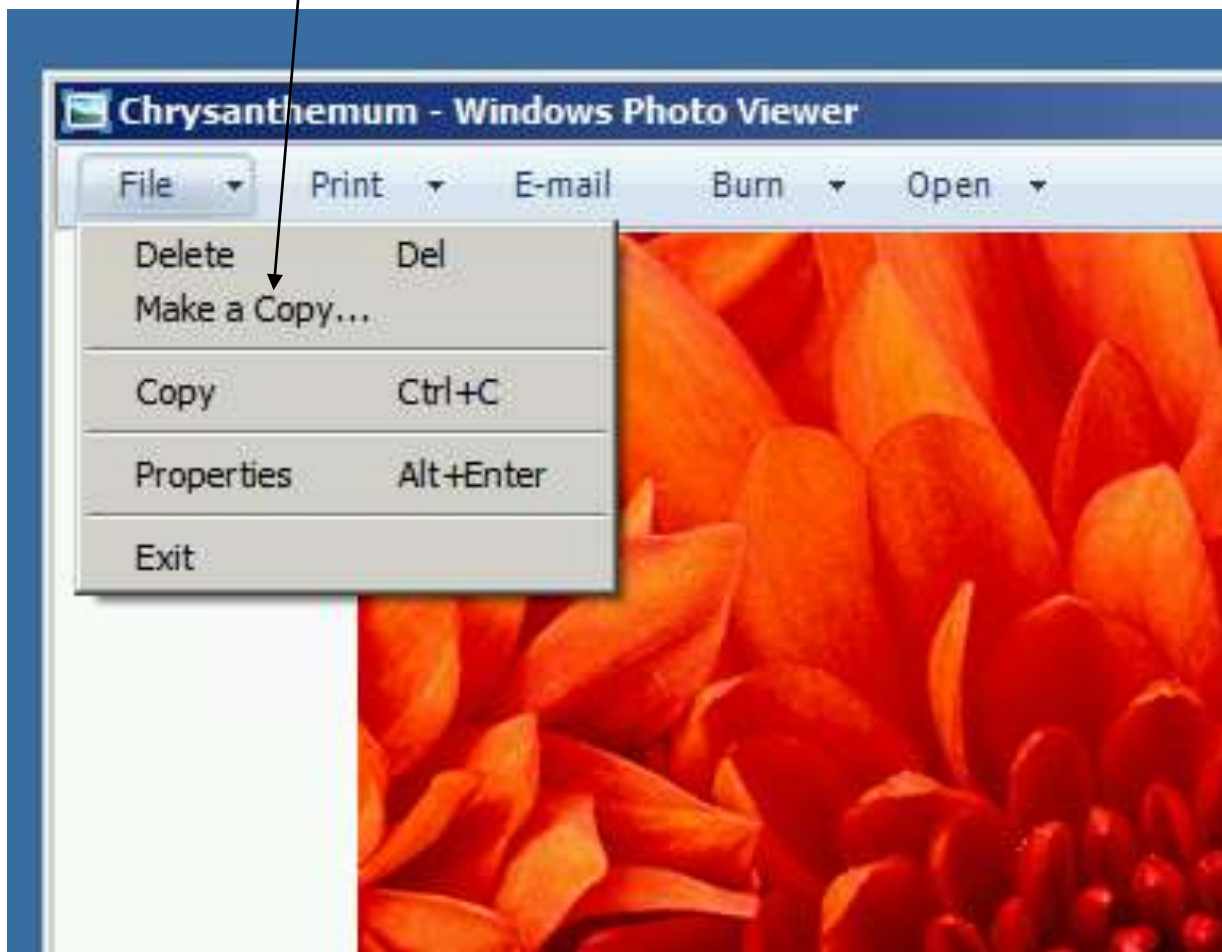 Chrysanthemum - Windows Photo Viewer
File Print E-mail Burn Open
Delete Del
Make a Copy...
Copy Ctrl+C
Properties Alt+Enter
Exit